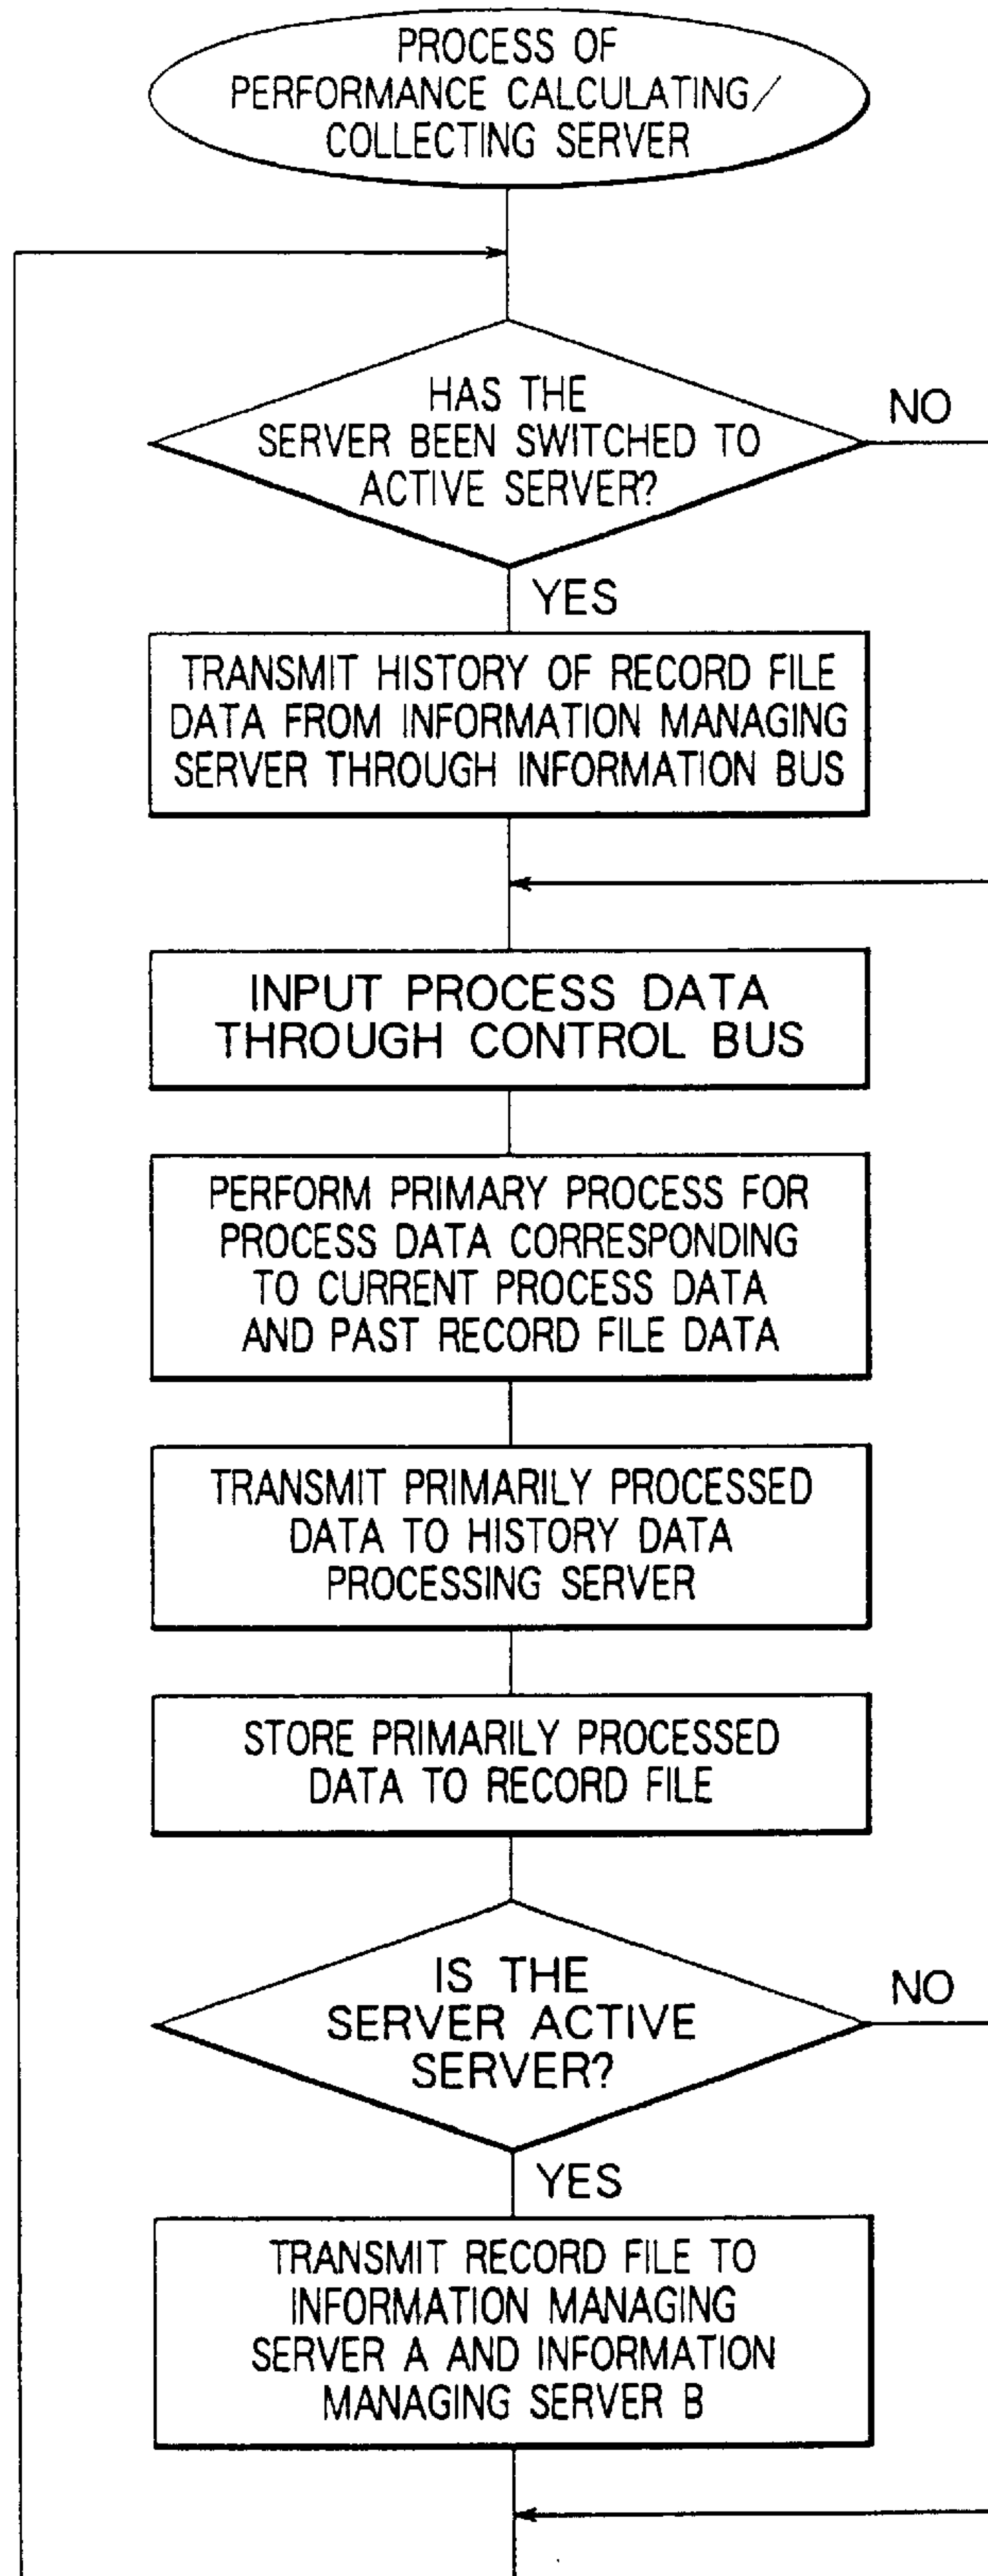 PROCESS OF
PERFORMANCE CALCULATING/
COLLECTING SERVER
HAS THE
SERVER BEEN SWITCHED TO
ACTIVE SERVER?
NO
YES
TRANSMIT HISTORY OF RECORD FILE
DATA FROM INFORMATION MANAGING
SERVER THROUGH INFORMATION BUS
INPUT PROCESS DATA
THROUGH CONTROL BUS
PERFORM PRIMARY PROCESS FOR
PROCESS DATA CORRESPONDING
TO CURRENT PROCESS DATA
AND PAST RECORD FILE DATA
TRANSMIT PRIMARILY PROCESSED
DATA TO HISTORY DATA
PROCESSING SERVER
STORE PRIMARILY PROCESSED
DATA TO RECORD FILE
IS THE
SERVER ACTIVE
SERVER?
NO
YES
TRANSMIT RECORD FILE TO
INFORMATION MANAGING
SERVER A AND INFORMATION
MANAGING SERVER B